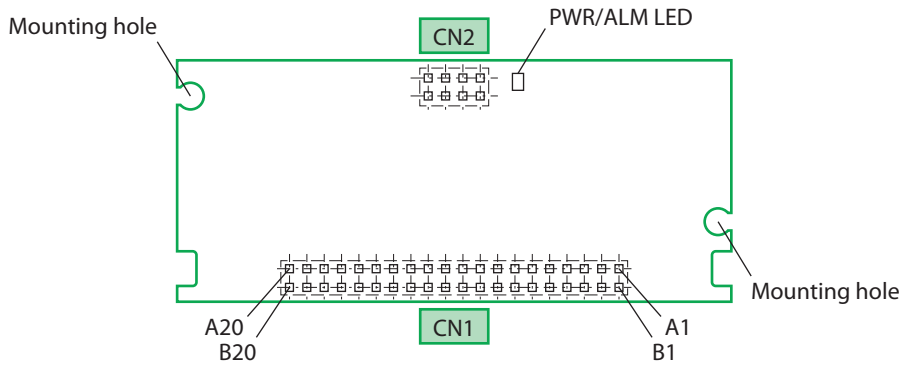 PWR/ALM LED
Mounting hole
CN2
Mounting hole
A20
CN1
A1
B20
B1